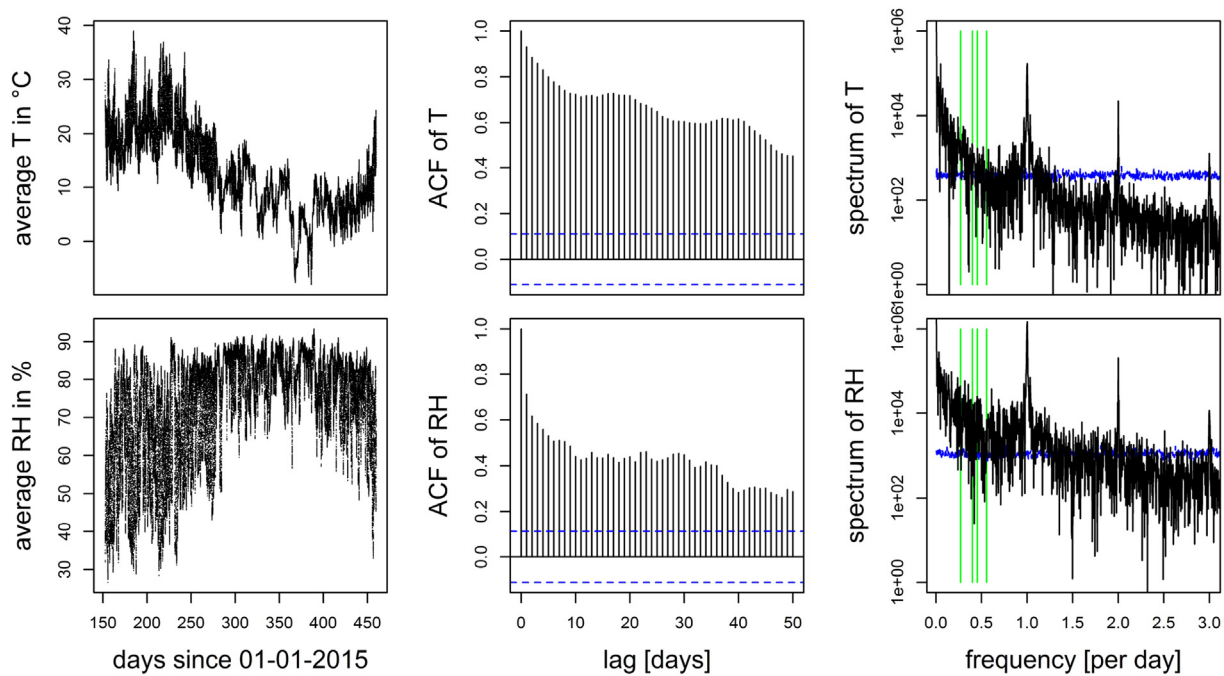 average T in °C
40
30
20
10
0
ACF of T
1.0
0.8
0.6
0.4
0.2
0.0
spectrum of T
1e+06
1e+04
1e+02
1e+00
average RH in %
90
80
70
60
50
40
30
150 200 250 300 350 400 450
days since 01-01-2015
ACF of RH
1.0
0.8
0.6
0.4
0.2
0.0
0 10 20 30 40 50
lag [days]
spectrum of RH
1e+06
1e+04
1e+02
1e+00
0.0 0.5 1.0 1.5 2.0 2.5 3.0
frequency [per day]